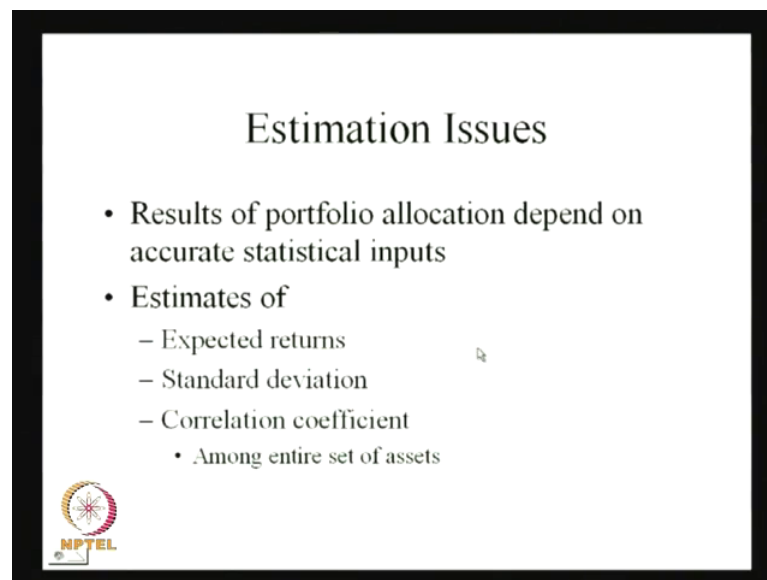 Estimation Issues
• Results of portfolio allocation depend on
accurate statistical inputs
• Estimates of
– Expected returns
– Standard deviation
– Correlation coefficient
• Among entire set of assets
NPTEL